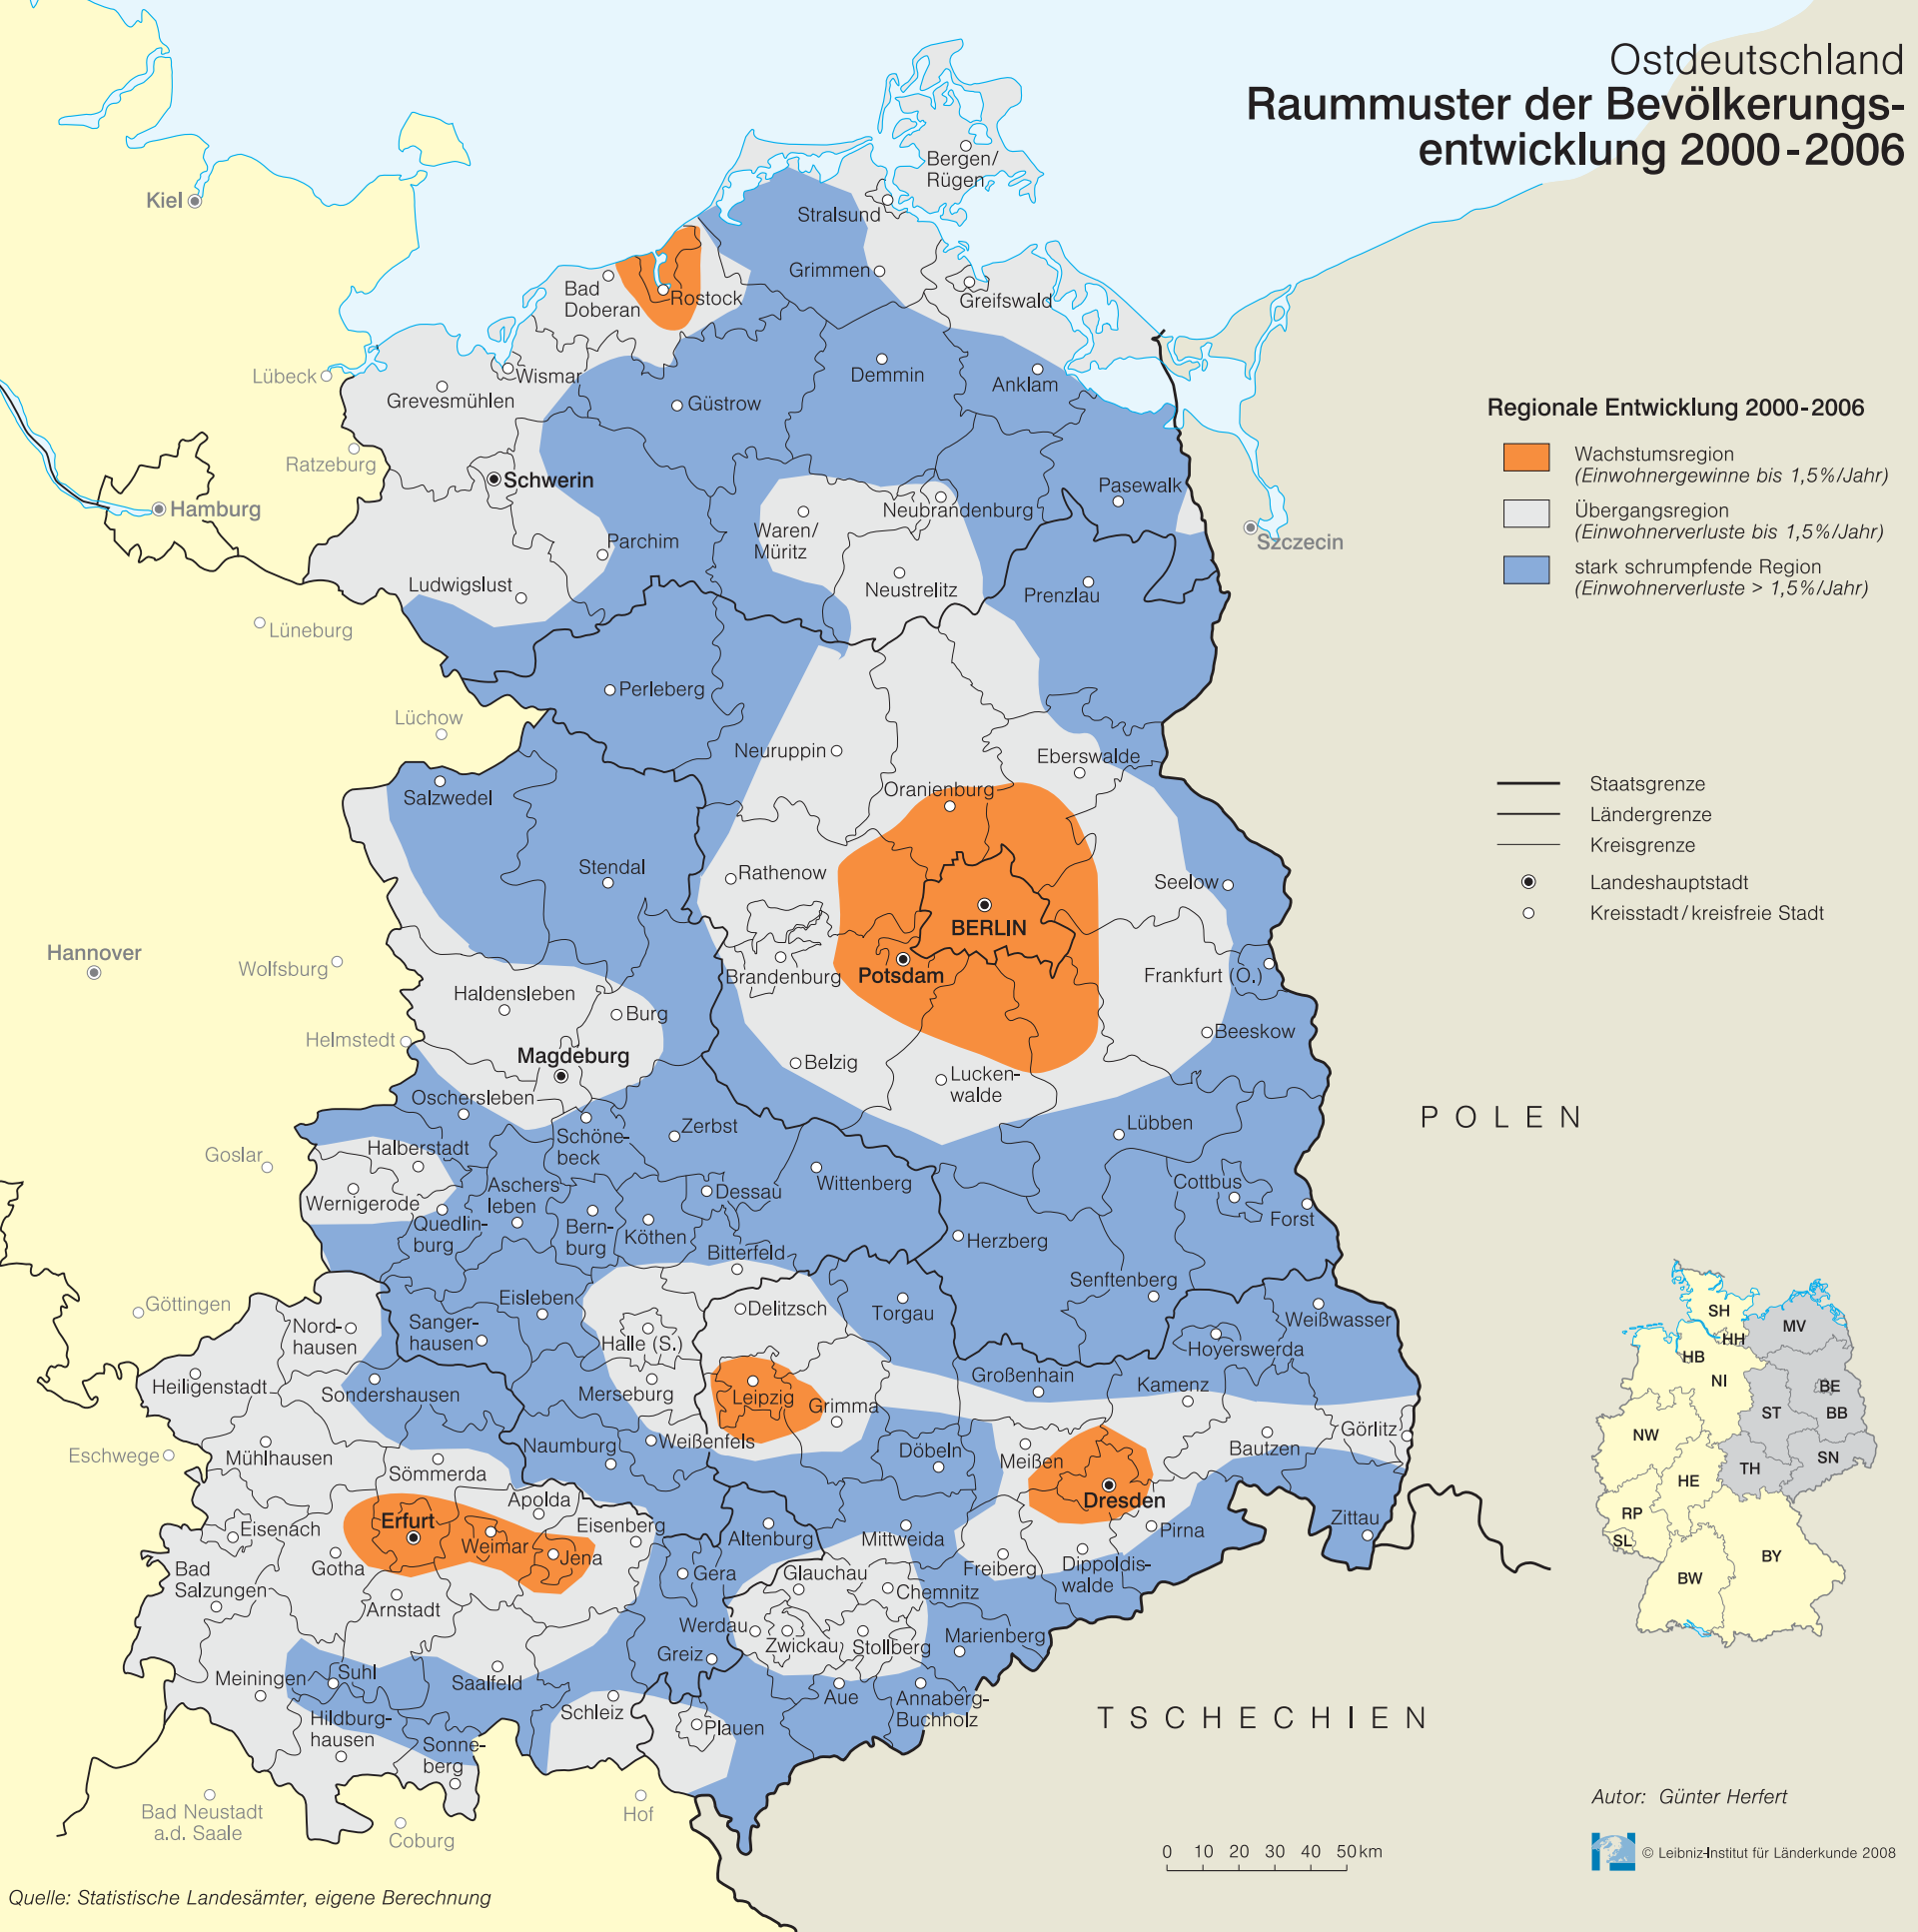 Ostdeutschland
Raummuster der Bevölkerungs-
entwicklung 2000-2006
Kiel
Bergen/
Rügen
Stralsund
Grimmen
Bad
Doberan
Rostock
Greifswald
Lübeck
Wismar
Grevesmühlen
Güstrow
Demmin
Anklam
Ratzeburg
Schwerin
Hamburg
Parchim
Waren/
Müritz
Neubrandenburg
Pasewalk
Szczecin
Ludwigslust
Neustrelitz
Prenzlau
Lüneburg
Perleberg
Lüchow
Neuruppin
Eberswalde
Salzwedel
Oranienburg
Stendal
Rathenow
Seelow
BERLIN
Hannover
Wolfsburg
Brandenburg
Potsdam
Frankfurt (O.)
Haldensleben
Burg
Beeskow
Helmstedt
Magdeburg
Belzig
Lucken-
walde
Oschersleben
Lübben
POLEN
Goslar
Halberstadt
Schöne-
beck
Zerbst
Wernigerode
Aschers
leben
Dessau
Wittenberg
Cottbus
Forst
Quedlin-
burg
Bern-
burg
Köthen
Bitterfeld
Herzberg
Senftenberg
Göttingen
Eisleben
Delitzsch
Torgau
Weißwasser
Nord-
hausen
Sanger-
hausen
Halle (S.)
Hoyerswerda
Heiligenstadt
Sondershausen
Merseburg
Leipzig
Grimma
Großenhain
Kamenz
Eschwege
Mühlhausen
Naumburg
Weißenfels
Döbeln
Meißen
Bautzen
Görlitz
Sömmerda
Apolda
Dresden
Erfurt
Eisenach
Weimar
Eisenberg
Altenburg
Mittweida
Pirna
Zittau
Bad
Salzungen
Gotha
Jena
Gera
Glauchau
Chemnitz
Freiberg
Dippoldis-
walde
Arnstadt
Werdau
Zwickau
Stollberg
Marienberg
Greiz
Meiningen
Suhl
Saalfeld
Aue
Annaberg-
Buchholz
Schleiz
Plauen
Hildburg-
hausen
Sonne-
berg
TSCHECHIEN
Bad Neustadt
a.d. Saale
Coburg
Hof
Regionale Entwicklung 2000-2006
Wachstumsregion
(Einwohnergewinne bis 1,5%/Jahr)
Übergangsregion
(Einwohnerverluste bis 1,5%/Jahr)
stark schrumpfende Region
(Einwohnerverluste > 1,5%/Jahr)
Staatsgrenze
Ländergrenze
Kreisgrenze
Landeshauptstadt
Kreisstadt/kreisfreie Stadt
SH
HH
MV
HB
NI
BE
BB
ST
NW
SN
TH
HE
RP
SL
BY
BW
Autor: Günter Herfert
0 10 20 30 40 50 km
© Leibniz-Institut für Länderkunde 2008
Quelle: Statistische Landesämter, eigene Berechnung